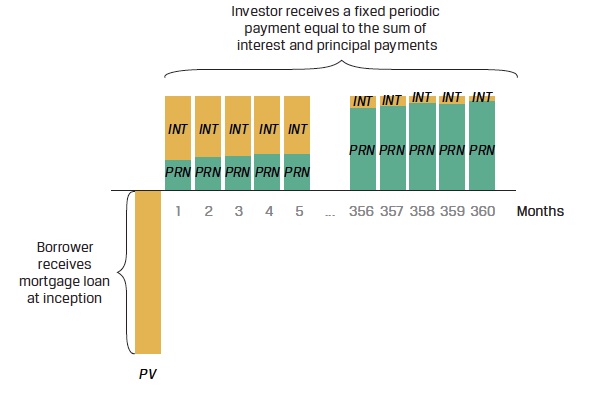 Investor receives a fixed periodic
payment equal to the sum of
interest and principal payments
INT INT INT INT INT INT INT INT INT INT
PRN PRN PRN PRN PRN PRN PRN PRN PRN PRN
1 2 3 4 5 ... 356 357 358 359 360 Months
Borrower
receives
mortgage loan
at inception
PV